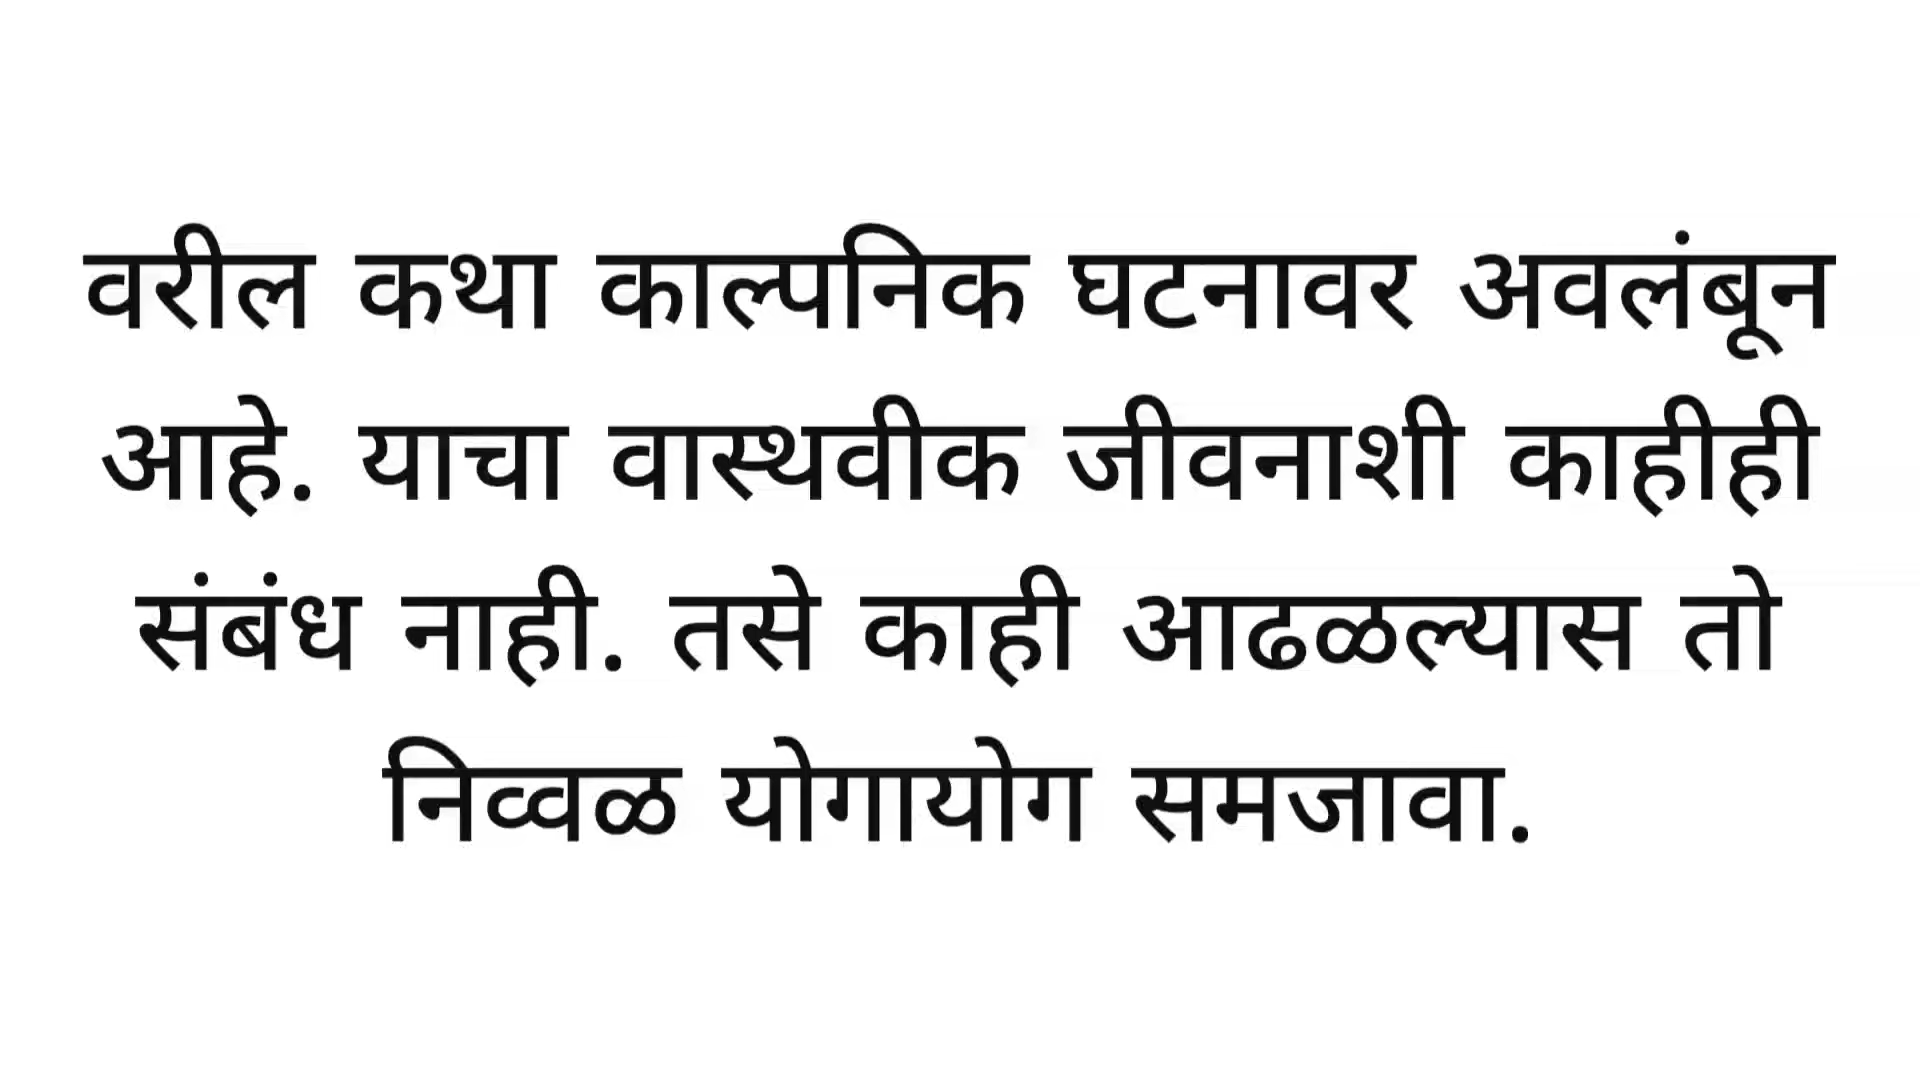 वरील कथा काल्पनिक घटनावर अवलंबून
आहे. याचा वास्थवीक जीवनाशी काहीही
संबंध नाही. तसे काही आढळल्यास तो
निव्वळ योगायोग समजावा.